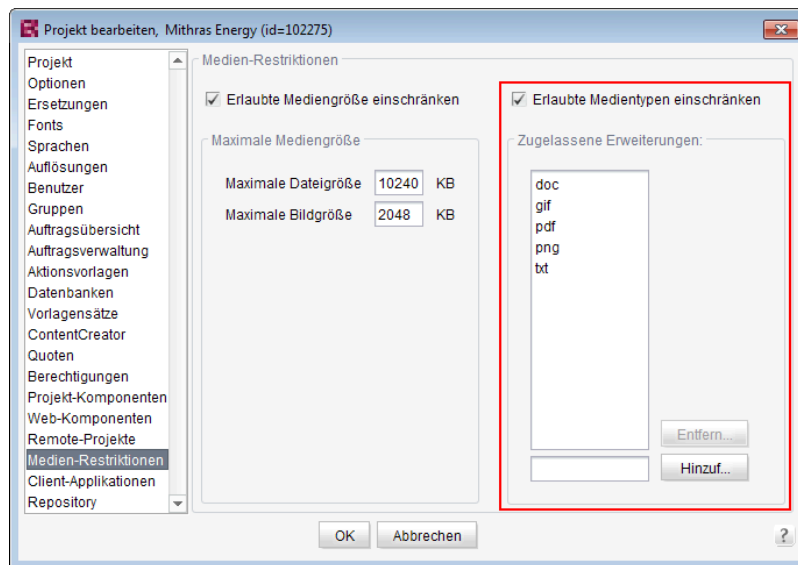 Projekt bearbeiten, Mithras Energy (id=102275)
Projekt
Optionen
Ersetzungen
Fonts
Sprachen
Auflösungen
Benutzer
Gruppen
Auftragsübersicht
Auftragsverwaltung
Aktionsvorlagen
Datenbanken
Vorlagensätze
ContentCreator
Quoten
Berechtigungen
Projekt-Komponenten
Web-Komponenten
Remote-Projekte
Medien-Restriktionen
Client-Applikationen
Repository
Medien-Restriktionen
Erlaubte Mediengröße einschränken
Maximale Mediengröße
Maximale Dateigröße 10240 KB
Maximale Bildgröße 2048 KB
Erlaubte Medientypen einschränken
Zugelassene Erweiterungen:
doc
gif
pdf
png
txt
Entfern...
Hinzuf...
OK Abbrechen ?